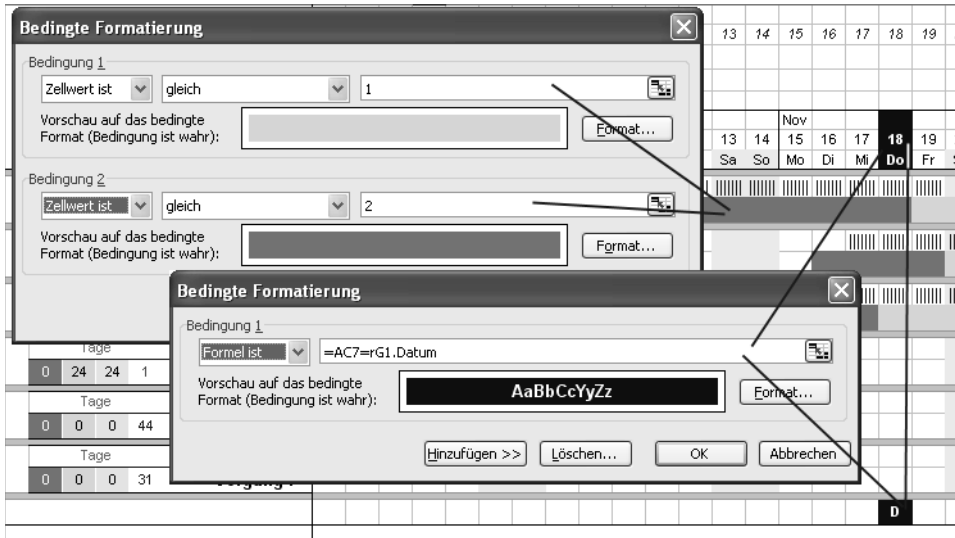 Bedingte Formatierung
Bedingung 1
Zellwert ist gleich 1
Vorschau auf das bedingte
Format (Bedingung ist wahr):
Format...
Bedingung 2
Zellwert ist gleich 2
Vorschau auf das bedingte
Format (Bedingung ist wahr):
Format...
13 14 15 16 17 18 19
Nov
13 14 15 16 17 18 19
Sa So Mo Di Mi Do Fr
Bedingte Formatierung
Bedingung 1
Formel ist =AC7=rG1.Datum
Vorschau auf das bedingte
Format (Bedingung ist wahr):
AaBbCcYyZz
Format...
Hinzufügen >> Löschen... OK Abbrechen
Tage
0 24 24 1
Tage
0 0 0 44
Tage
0 0 0 31
D